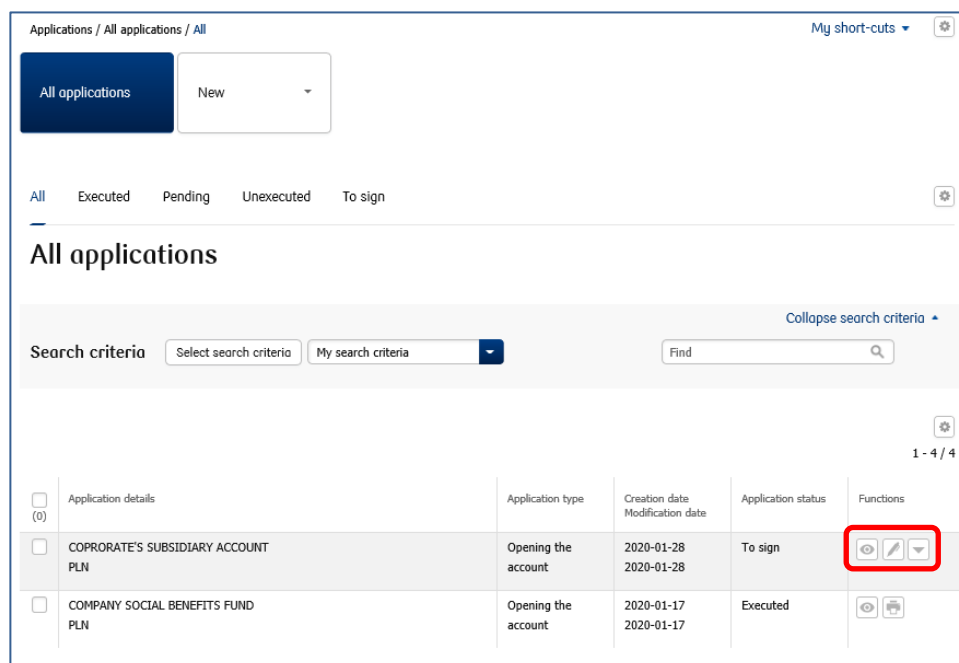 Applications / All applications / All
My short-cuts
All applications
New
All Executed Pending Unexecuted To sign
All applications
Collapse search criteria
Search criteria Select search criteria My search criteria Find
1 - 4 / 4
(0) Application details Application type Creation date Application status Functions
Modification date
COPRORATE'S SUBSIDIARY ACCOUNT Opening the 2020-01-28 To sign
PLN account 2020-01-28
COMPANY SOCIAL BENEFITS FUND Opening the 2020-01-17 Executed
PLN account 2020-01-17